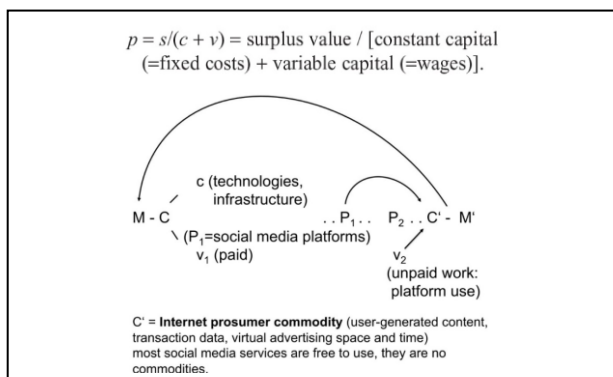 p = s/(c + v) = surplus value / [constant capital
(=fixed costs) + variable capital (=wages)].
c (technologies,
infrastructure)
M - C . . P₁ . . P₂ . . C' - M'
(P₁=social media platforms)
v₁ (paid) v₂
(unpaid work:
platform use)
C' = Internet prosumer commodity (user-generated content,
transaction data, virtual advertising space and time)
most social media services are free to use, they are no
commodities.